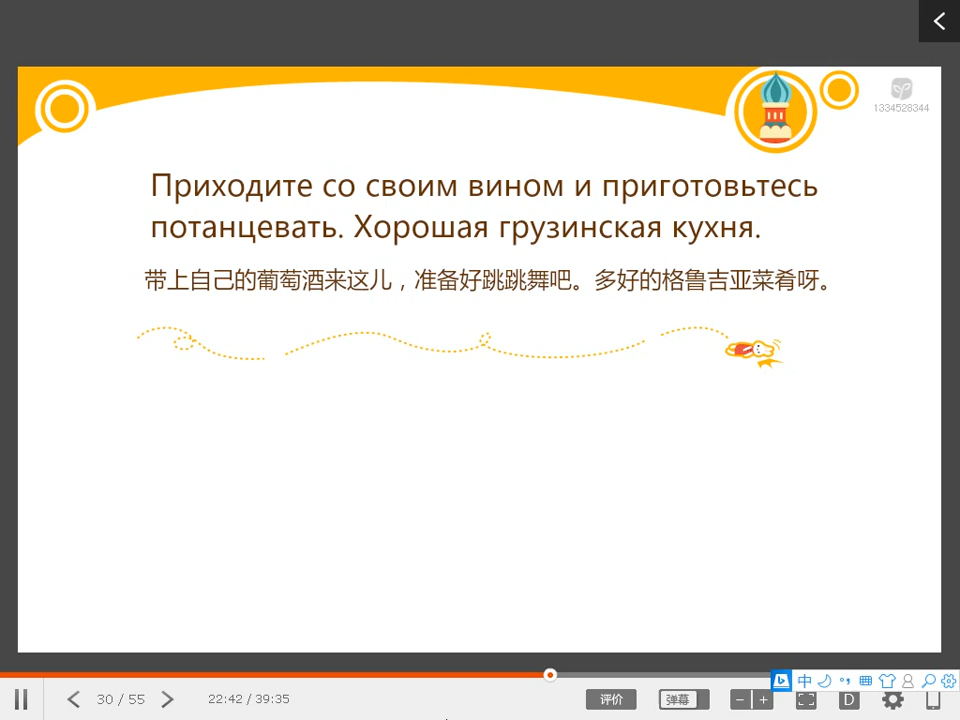 1334528344
Приходите со своим вином и приготовьтесь
потанцевать. Хорошая грузинская кухня.
带上自己的葡萄酒来这儿，准备好跳跳舞吧。多好的格鲁吉亚菜肴呀。
中
30 / 55 22:42 / 39:35 评价 弹幕 − + D